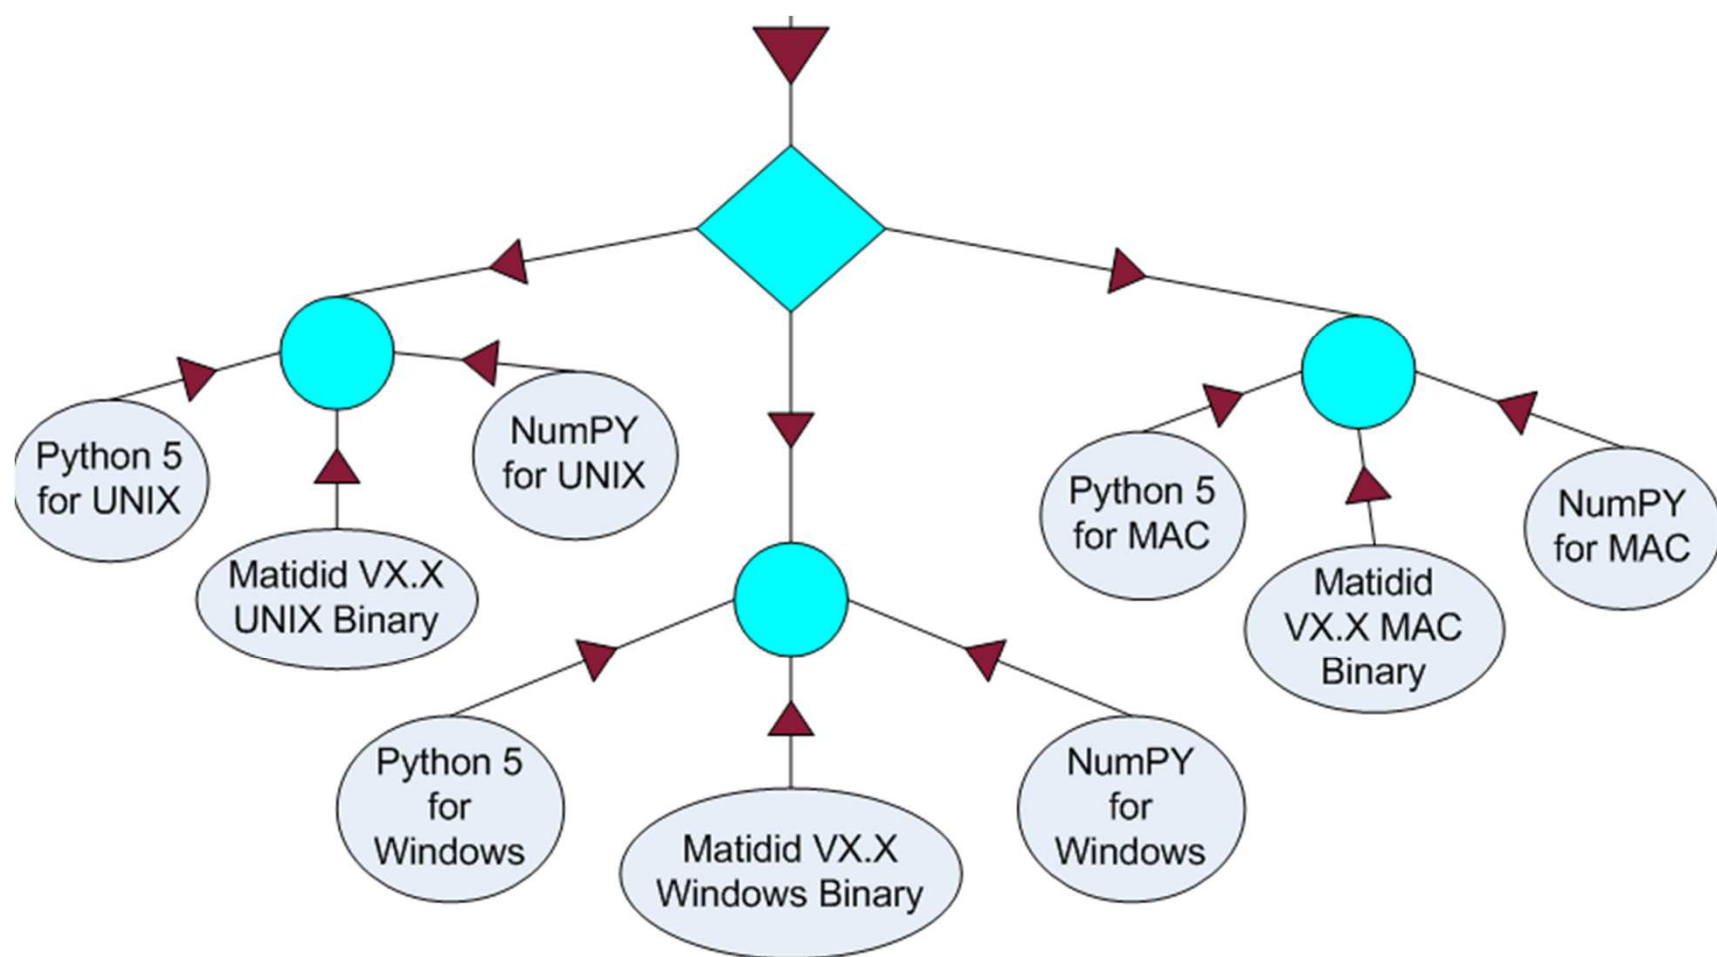 Python 5
for UNIX
Matidid VX.X
UNIX Binary
NumPY
for UNIX
Python 5
for
Windows
Matidid VX.X
Windows Binary
NumPY
for
Windows
Python 5
for MAC
Matidid
VX.X MAC
Binary
NumPY
for MAC